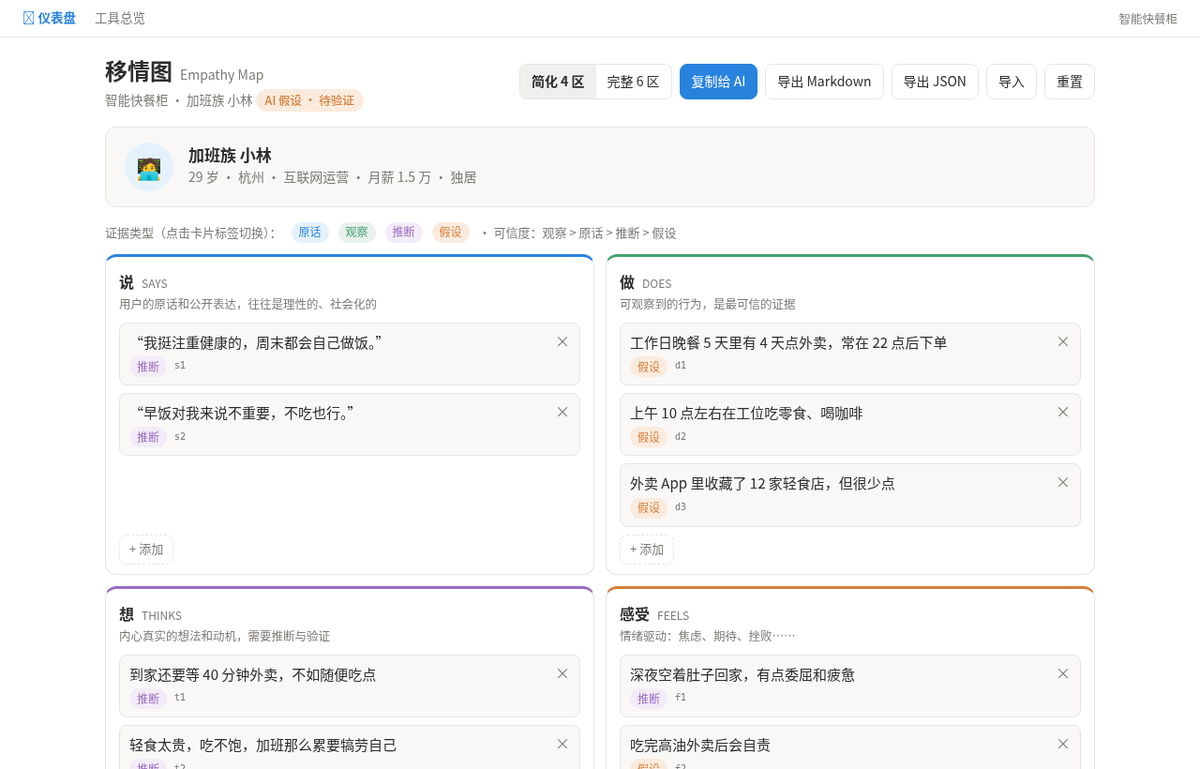 仪表盘 工具总览 智能快餐柜
移情图 Empathy Map
智能快餐柜 · 加班族 小林 AI 假设 · 待验证
简化 4 区 完整 6 区 复制给 AI 导出 Markdown 导出 JSON 导入 重置
加班族 小林
29 岁 · 杭州 · 互联网运营 · 月薪 1.5 万 · 独居
证据类型（点击卡片标签切换）： 原话 观察 推断 假设 · 可信度：观察 > 原话 > 推断 > 假设
说 SAYS
用户的原话和公开表达，往往是理性的、社会化的
“我挺注重健康的，周末都会自己做饭。”
推断 s1
“早饭对我来说不重要，不吃也行。”
推断 s2
+ 添加
做 DOES
可观察到的行为，是最可信的证据
工作日晚餐 5 天里有 4 天点外卖，常在 22 点后下单
假设 d1
上午 10 点左右在工位吃零食、喝咖啡
假设 d2
外卖 App 里收藏了 12 家轻食店，但很少点
假设 d3
+ 添加
想 THINKS
内心真实的想法和动机，需要推断与验证
到家还要等 40 分钟外卖，不如随便吃点
推断 t1
轻食太贵，吃不饱，加班那么累要犒劳自己
推断 t2
感受 FEELS
情绪驱动：焦虑、期待、挫败……
深夜空着肚子回家，有点委屈和疲惫
推断 f1
吃完高油外卖后会自责
假设 f2